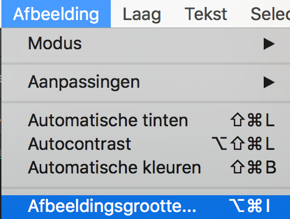 Afbeelding Laag Tekst
Modus ▶
Aanpassingen ▶
Automatische tinten ⇧⌘L
Autocontrast ⌥⇧⌘L
Automatische kleuren ⇧⌘B
Afbeeldingsgrootte... ⌥⌘I